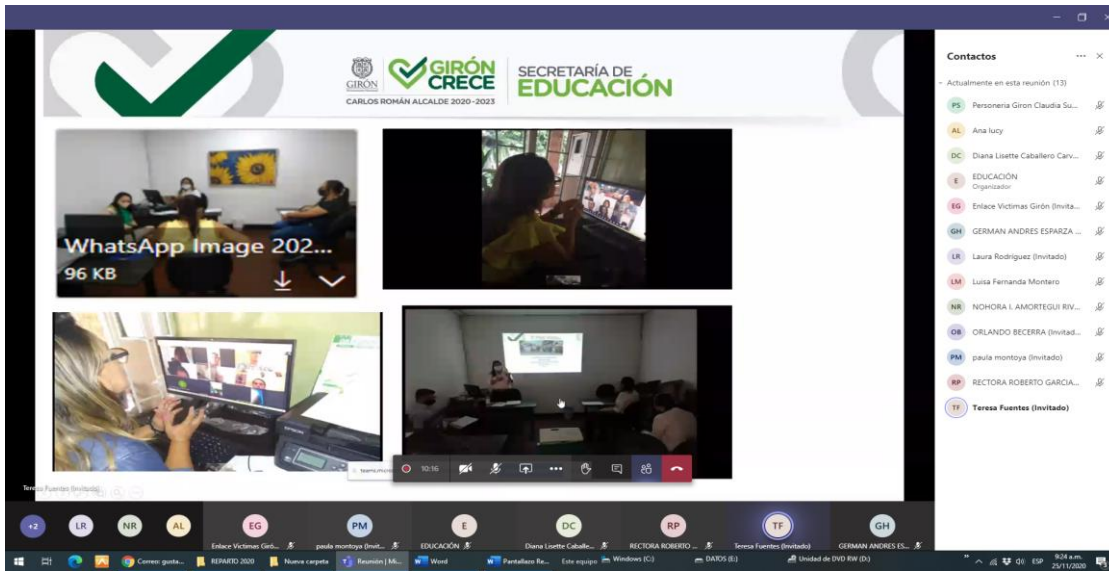 GIRÓN
GIRÓN
CRECE
CARLOS ROMÁN ALCALDE 2020-2023
SECRETARÍA DE
EDUCACIÓN
WhatsApp Image 202...
96 KB
EPSON
10:16
Teresa Fuentes (Invitado)
Contactos
Actualmente en esta reunión (13)
PS Personeria Giron Claudia Su...
AL Ana lucy
DC Diana Lisette Caballero Carv...
E EDUCACIÓN
Organizador
EG Enlace Victimas Girón (Invita...
GH GERMAN ANDRES ESPARZA ...
LR Laura Rodríguez (Invitado)
LM Luisa Fernanda Montero
NR NOHORA I. AMORTEGUI RIV...
OB ORLANDO BECERRA (Invitad...
PM paula montoya (Invitado)
RP RECTORA ROBERTO GARCIA...
TF Teresa Fuentes (Invitado)
+2 LR NR AL EG PM E DC RP TF GH
Enlace Victimas Giró... paula montoya (Invit... EDUCACIÓN Diana Lisette Caballe... RECTORA ROBERTO ... Teresa Fuentes (Invitado) GERMAN ANDRES ES...
Correo: gusta... REPARTO 2020 Nueva carpeta Reunión | Mi... Word Pantallazo Re... Este equipo Windows (C:) DATOS (E:) Unidad de DVD RW (D:) ESP 9:24 a.m.
25/11/2020